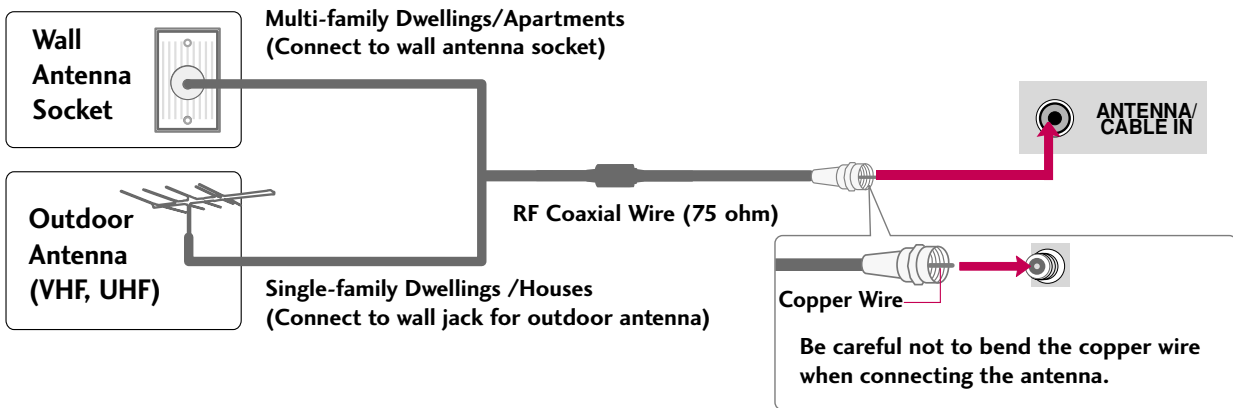 Multi-family Dwellings/Apartments
(Connect to wall antenna socket)
Wall
Antenna
Socket
ANTENNA/
CABLE IN
RF Coaxial Wire (75 ohm)
Outdoor
Antenna
(VHF, UHF)
Single-family Dwellings /Houses
(Connect to wall jack for outdoor antenna)
Copper Wire
Be careful not to bend the copper wire
when connecting the antenna.